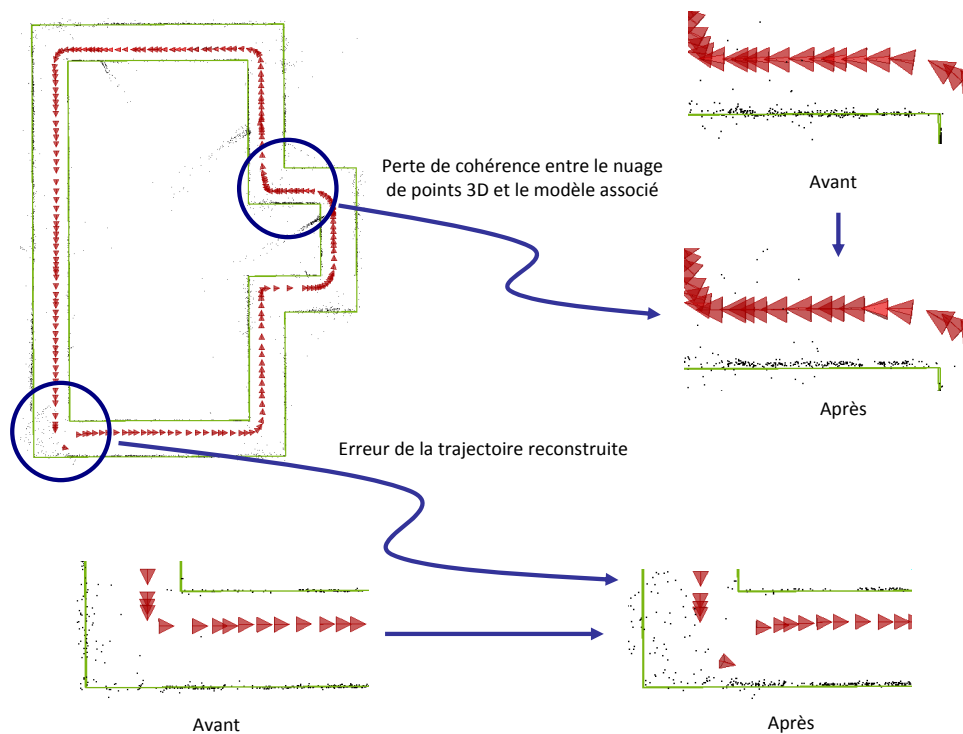 Perte de cohérence entre le nuage
de points 3D et le modèle associé
Avant
Après
Erreur de la trajectoire reconstruite
Avant
Après